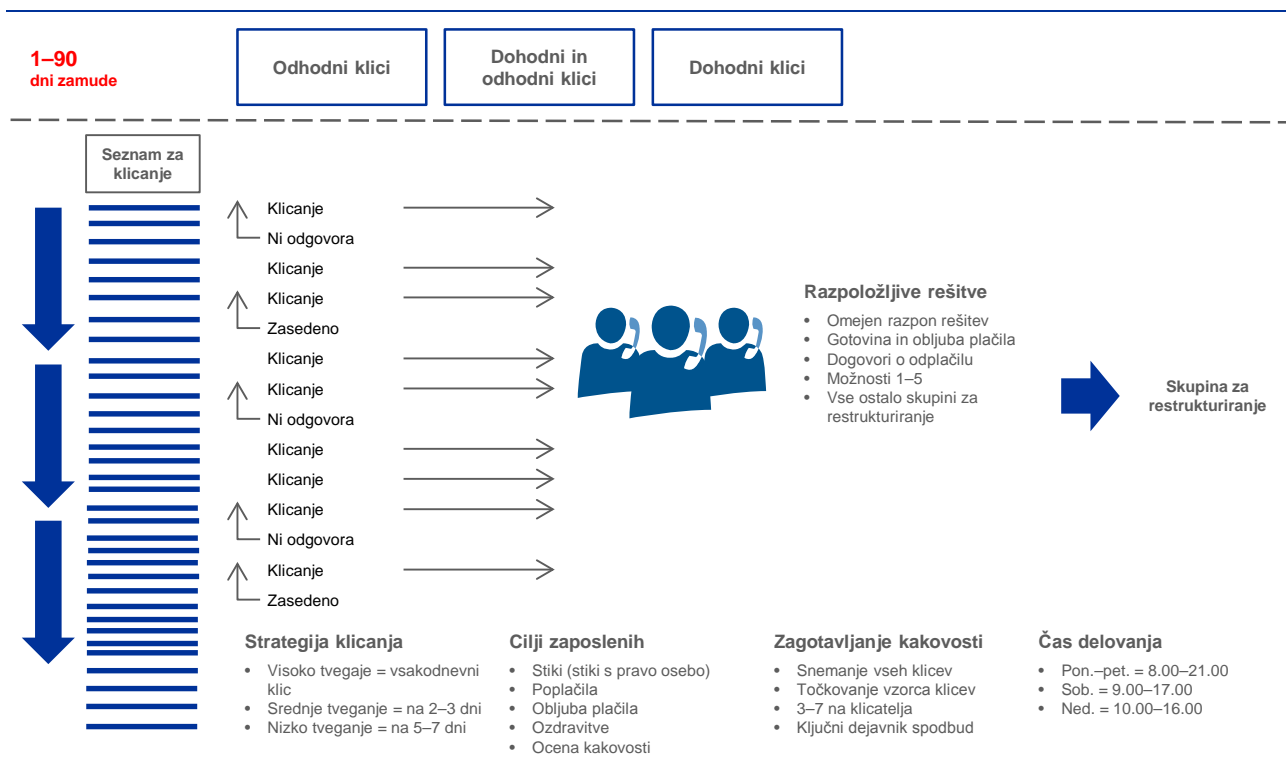 1–90
dni zamude
Odhodni klici
Dohodni in
odhodni klici
Dohodni klici
Seznam za
klicanje
Klicanje
Ni odgovora
Klicanje
Klicanje
Zasedeno
Klicanje
Klicanje
Ni odgovora
Klicanje
Klicanje
Klicanje
Ni odgovora
Klicanje
Zasedeno
Razpoložljive rešitve
• Omejen razpon rešitev
• Gotovina in obljuba plačila
• Dogovori o odplačilu
• Možnosti 1–5
• Vse ostalo skupini za
restrukturiranje
Skupina za
restrukturiranje
Strategija klicanja
• Visoko tvegaje = vsakodnevni
klic
• Srednje tveganje = na 2–3 dni
• Nizko tveganje = na 5–7 dni
Cilji zaposlenih
• Stiki (stiki s pravo osebo)
• Poplačila
• Obljuba plačila
• Ozdravitve
• Ocena kakovosti
Zagotavljanje kakovosti
• Snemanje vseh klicev
• Točkovanje vzorca klicev
• 3–7 na klicatelja
• Ključni dejavnik spodbud
Čas delovanja
• Pon.–pet. = 8.00–21.00
• Sob. = 9.00–17.00
• Ned. = 10.00–16.00